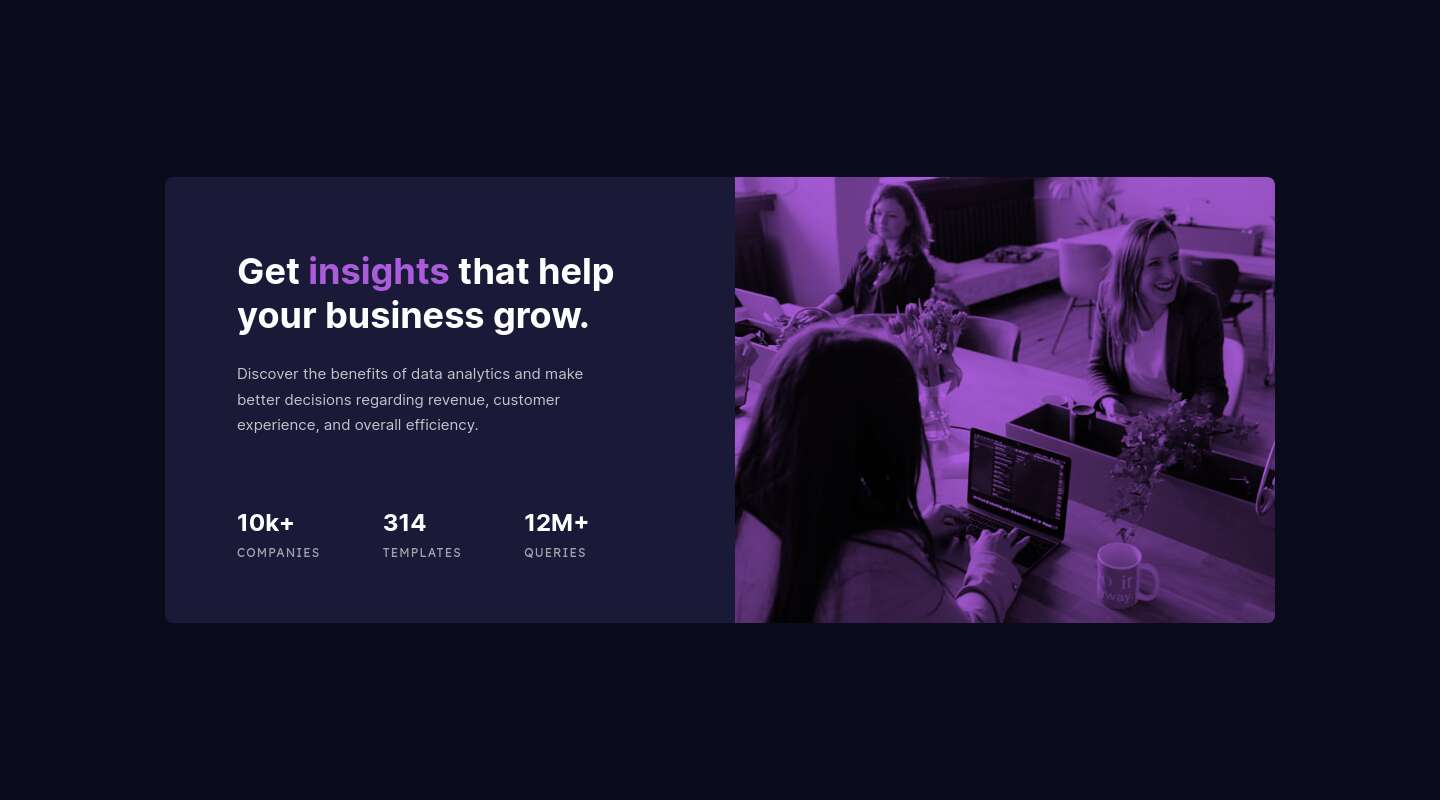 Get insights that help
your business grow.
Discover the benefits of data analytics and make
better decisions regarding revenue, customer
experience, and overall efficiency.
10k+ 314 12M+
COMPANIES TEMPLATES QUERIES